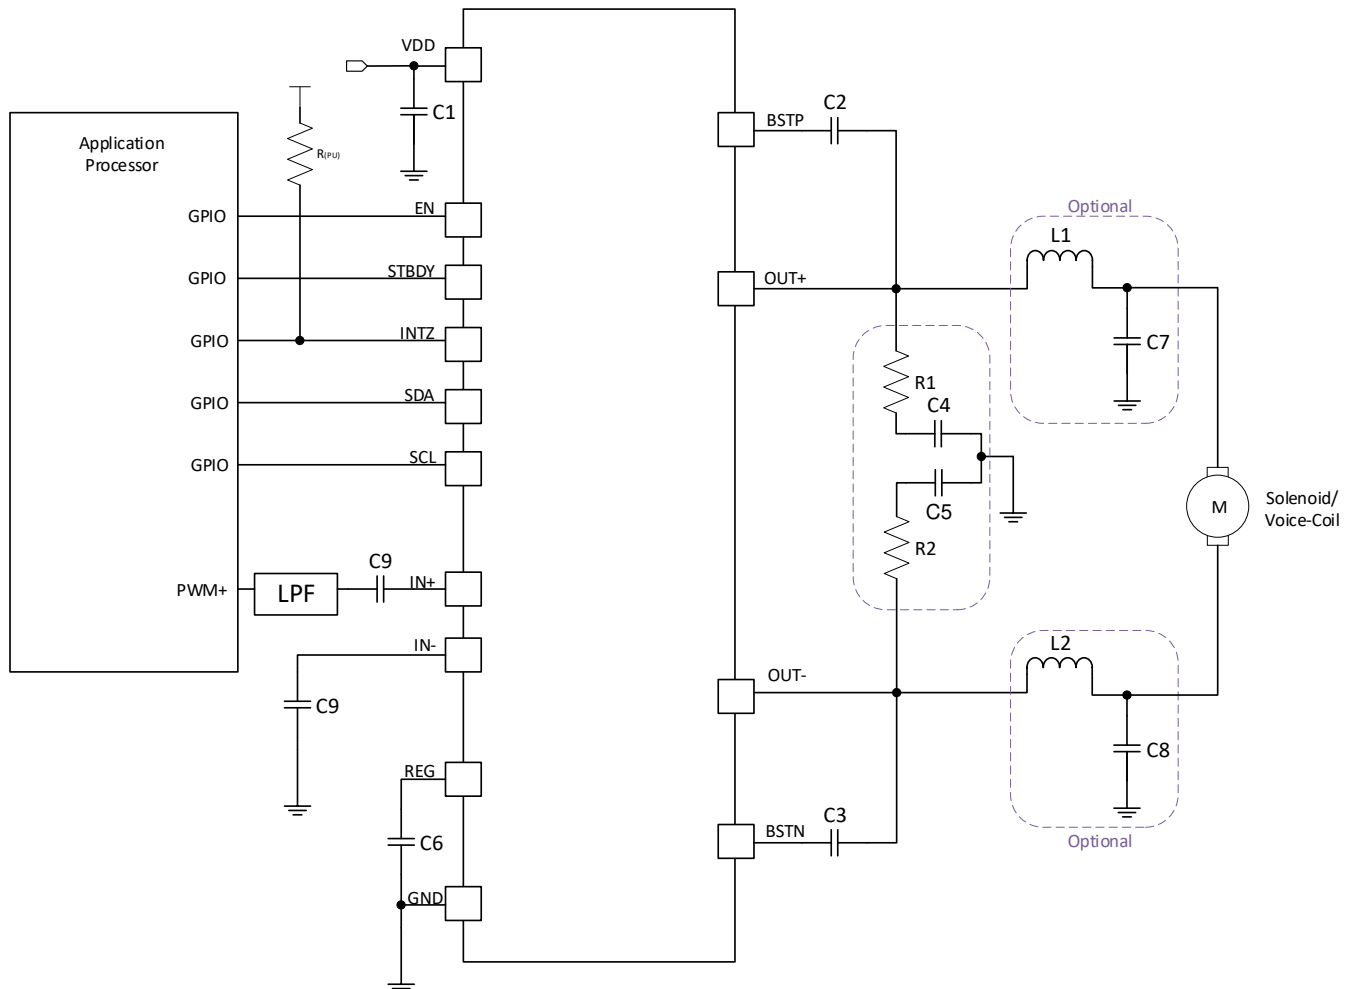 VDD
C1
Application
Processor
R(PU)
GPIO
EN
GPIO
STBDY
GPIO
INTZ
GPIO
SDA
GPIO
SCL
PWM+
LPF
C9
IN+
IN-
C9
REG
C6
GND
BSTP
C2
OUT+
Optional
L1
C7
R1
C4
C5
R2
M
Solenoid/
Voice-Coil
OUT-
L2
C8
Optional
BSTN
C3